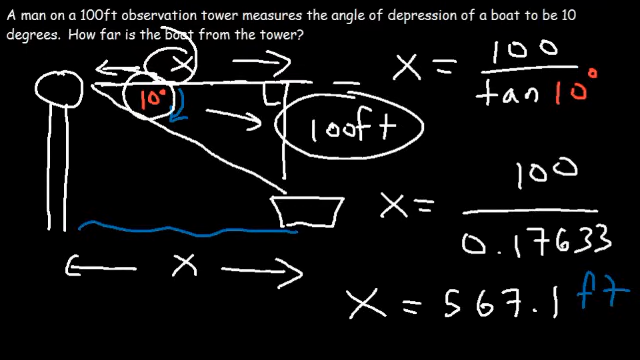 A man on a 100ft observation tower measures the angle of depression of a boat to be 10
degrees. How far is the boat from the tower?
x
10°
100ft
x
x = 100 / tan 10°
x = 100 / 0.17633
x = 567.1 ft